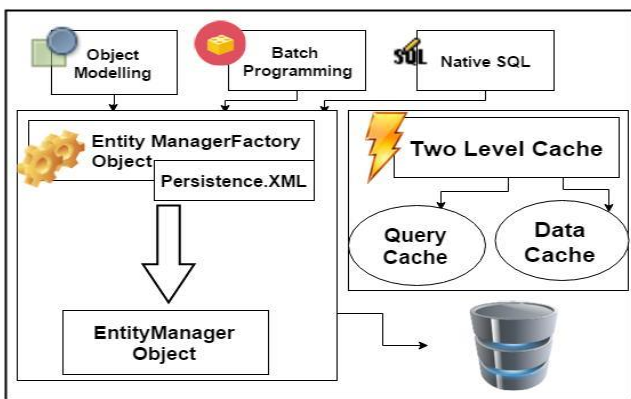 Object
Modelling
Batch
Programming
SQL
Native SQL
Entity ManagerFactory
Object
Persistence.XML
EntityManager
Object
Two Level Cache
Query
Cache
Data
Cache